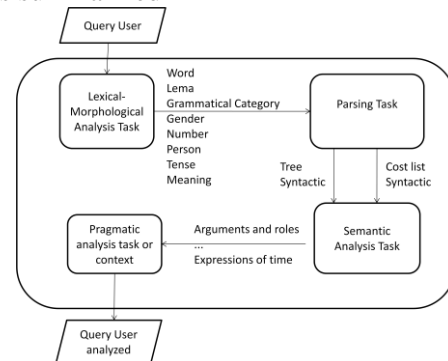 Query User
Lexical-
Morphological
Analysis Task
Word
Lema
Grammatical Category
Gender
Number
Person
Tense
Meaning
Parsing Task
Tree
Syntactic
Cost list
Syntactic
Semantic
Analysis Task
Arguments and roles
...
Expressions of time
Pragmatic
analysis task or
context
Query User
analyzed